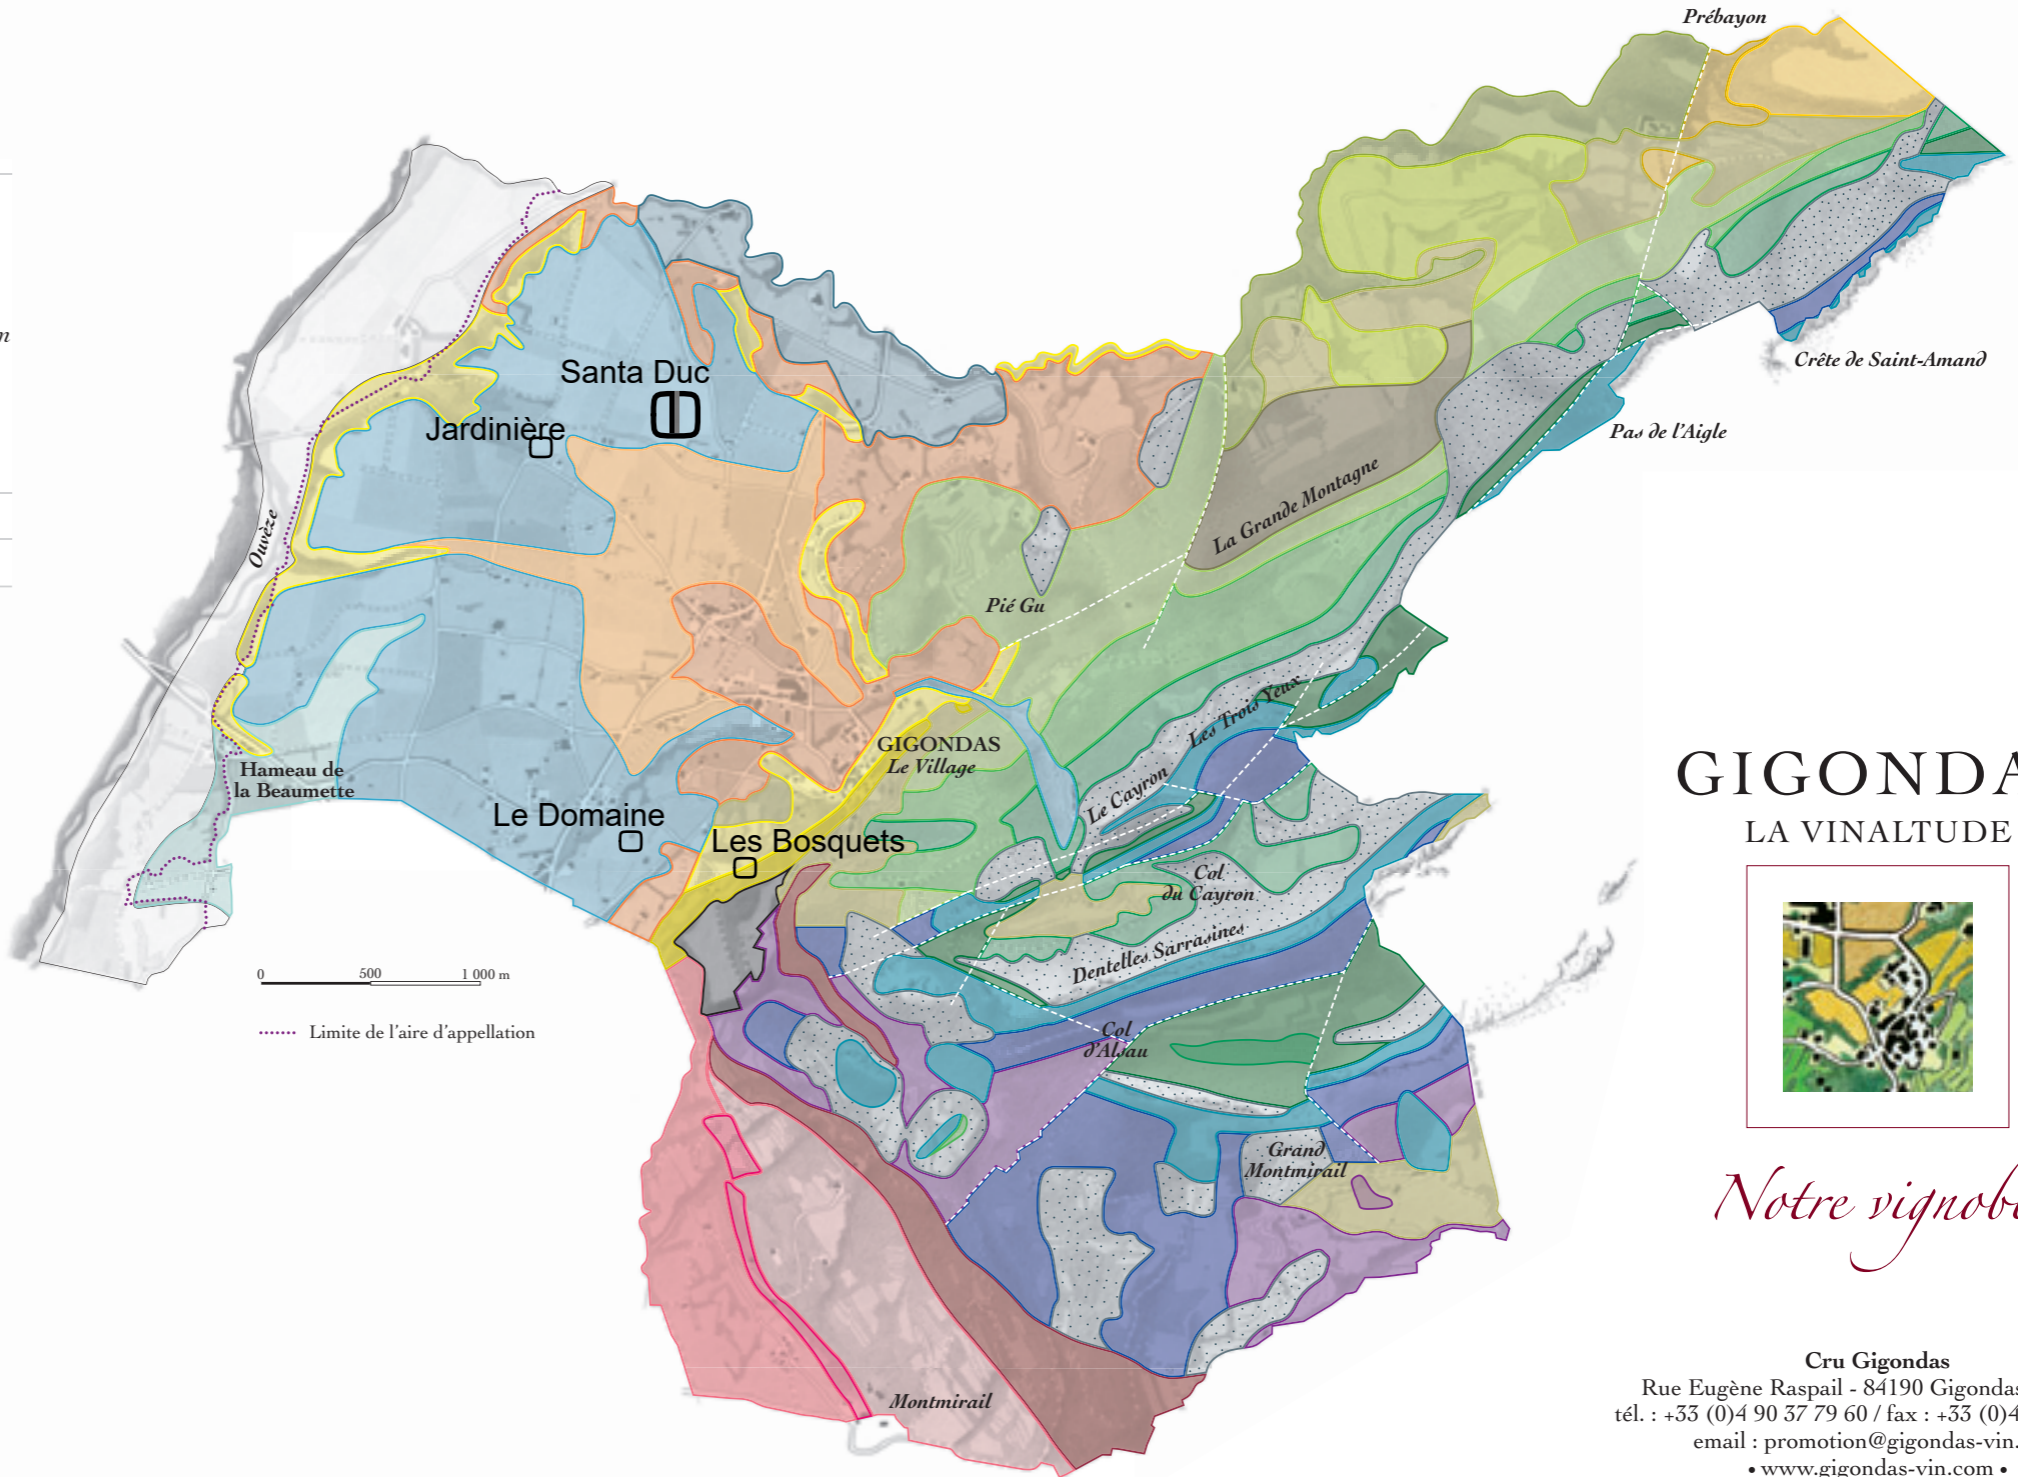 Prébayon
Crête de Saint-Amand
Santa Duc
Jardinière
Pas de l'Aigle
La Grande Montagne
Ouvèze
Pié Gu
Les Trois Yeux
GIGONDAS
Le Village
Hameau de
la Beaumette
Le Cayron
Le Domaine
Les Bosquets
Col
du Cayron
Dentelles Sarrasines
0 500 1 000 m
Limite de l'aire d'appellation
Col
d'Alsau
Grand
Montmirail
Montmirail
GIGONDA
LA VINALTUDE
Notre vignob
Cru Gigondas
Rue Eugène Raspail - 84190 Gigondas
tél. : +33 (0)4 90 37 79 60 / fax : +33 (0)4
email : promotion@gigondas-vin.
• www.gigondas-vin.com •